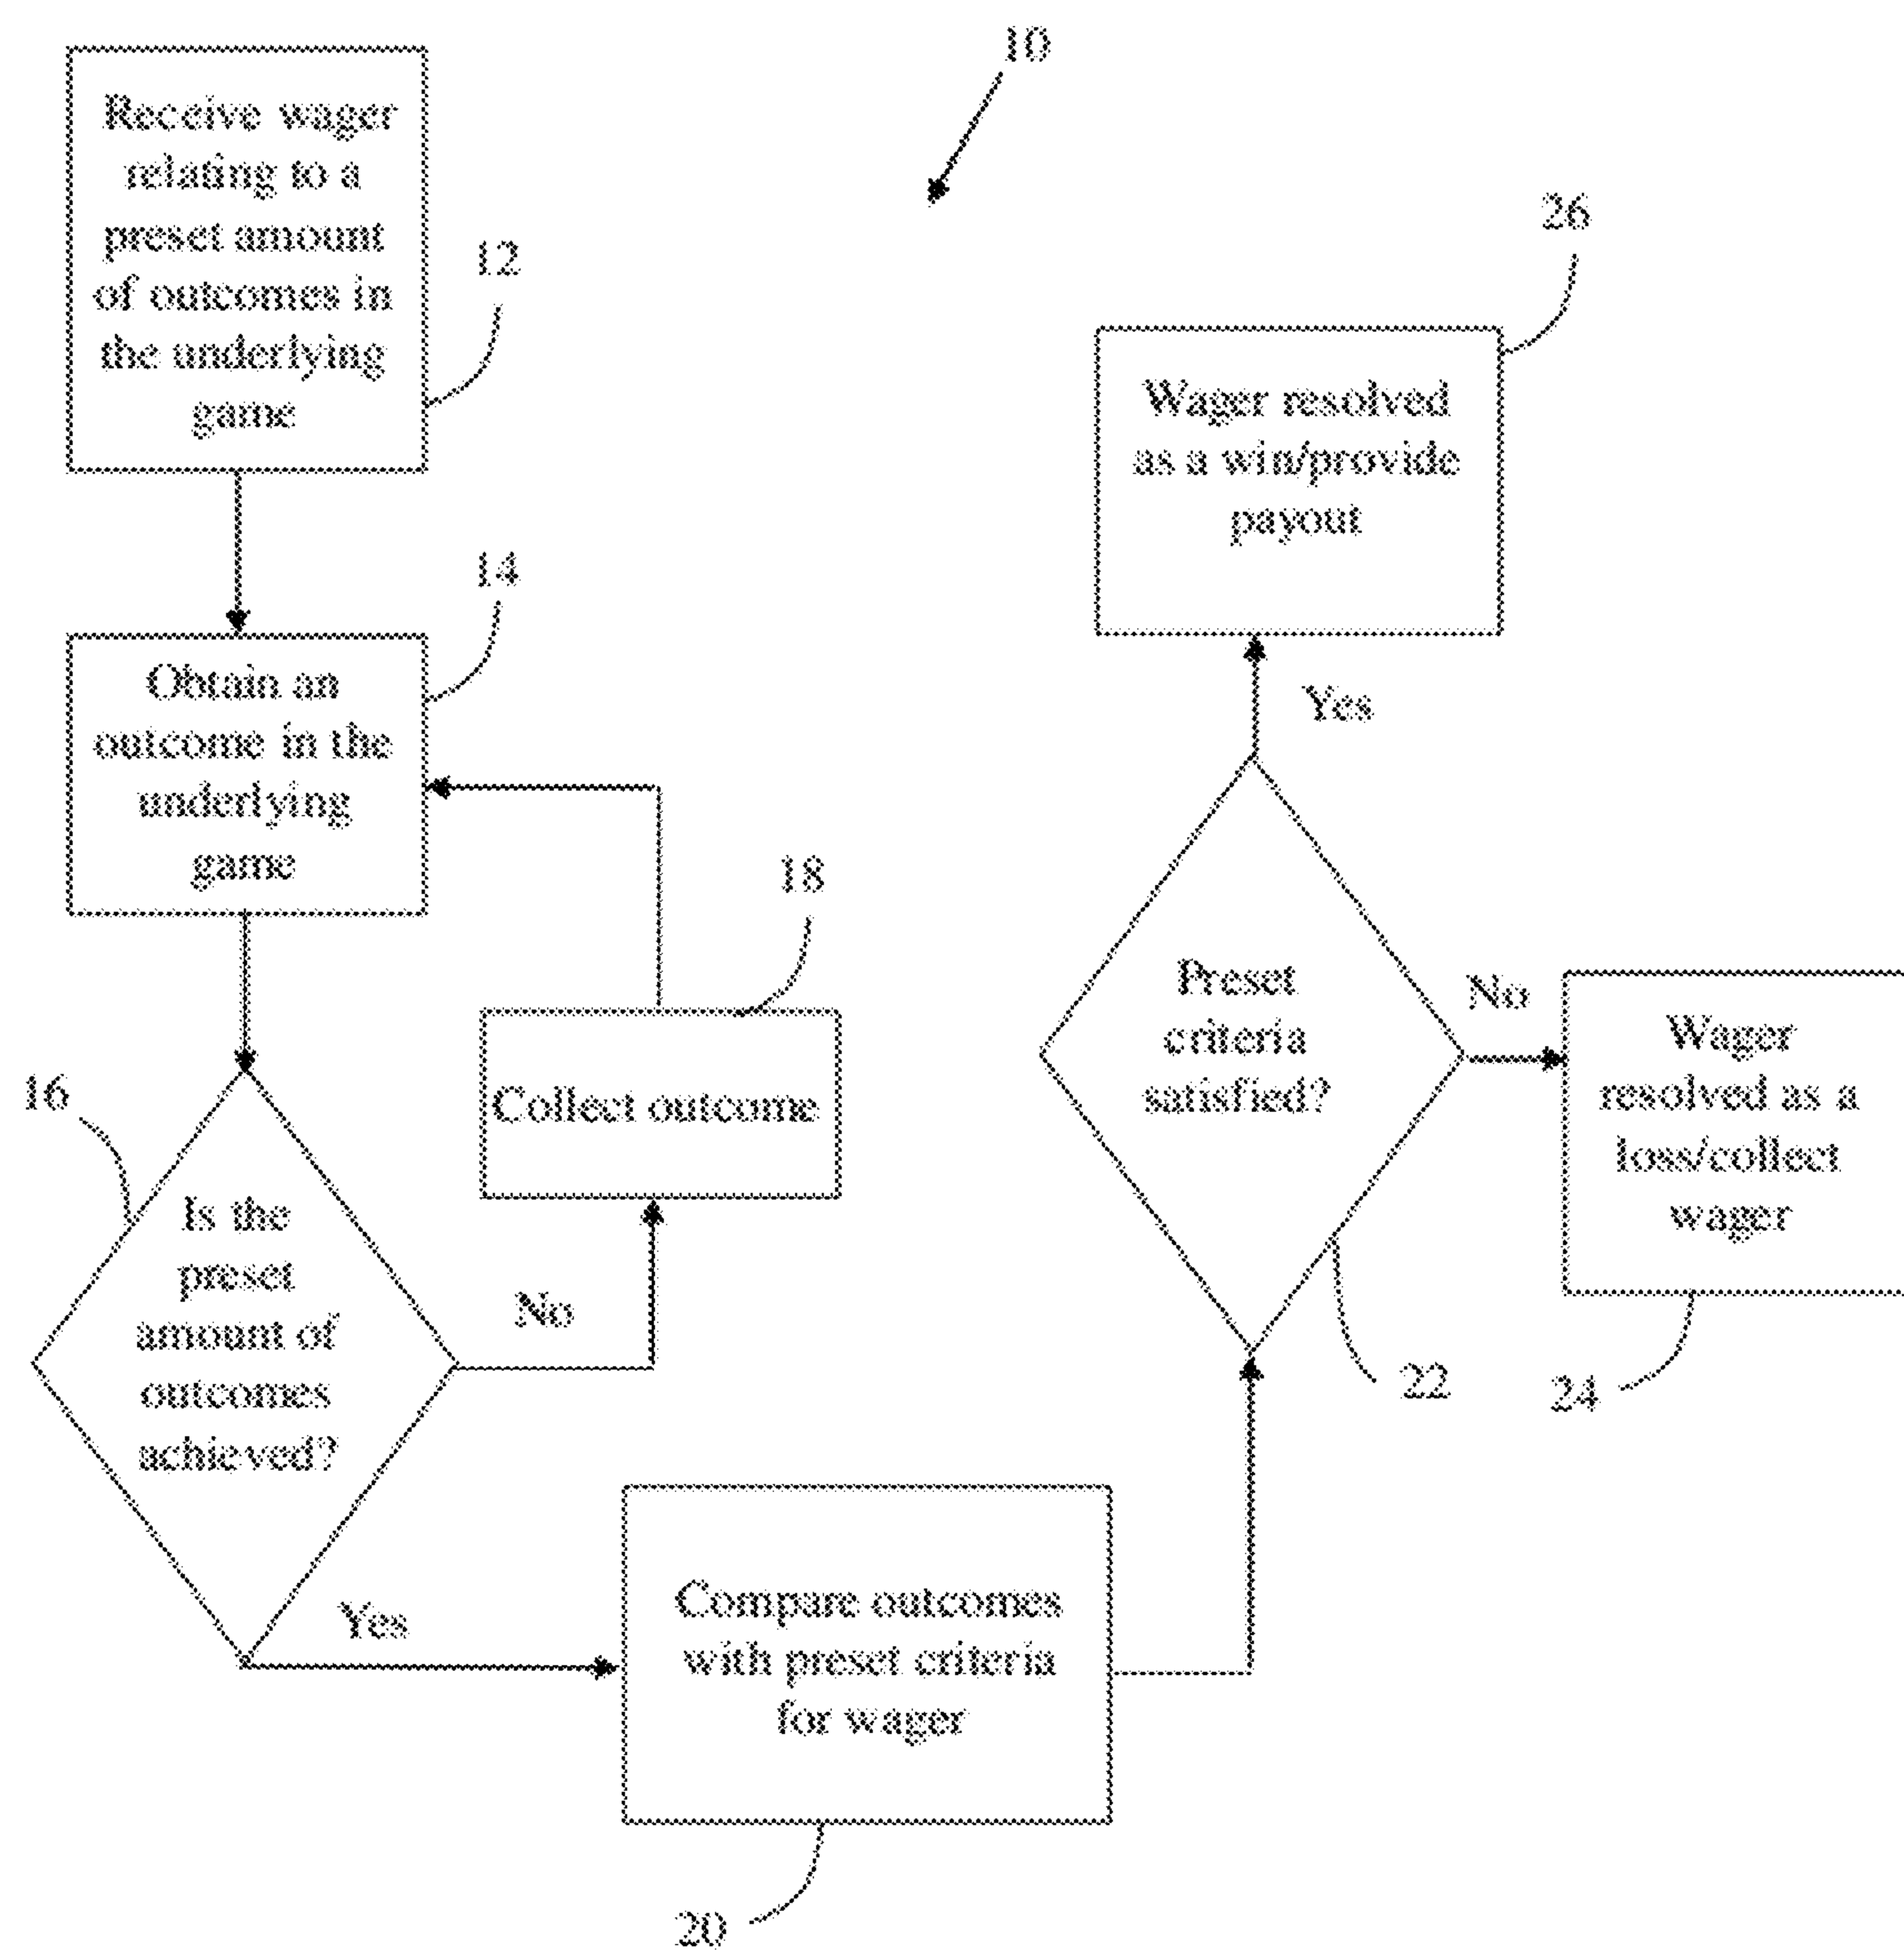 10
Receive wager
relating to a
preset amount
of outcomes in
the underlying
game
12
Obtain an
outcome in the
underlying
game
14
Is the
preset
amount of
outcomes
achieved?
16
No
Collect outcome
18
Yes
Compare outcomes
with preset criteria
for wager
20
Preset
criteria
satisfied?
22
No
Wager
resolved as a
loss/collect
wager
24
Yes
Wager resolved
as a win/provide
payout
26